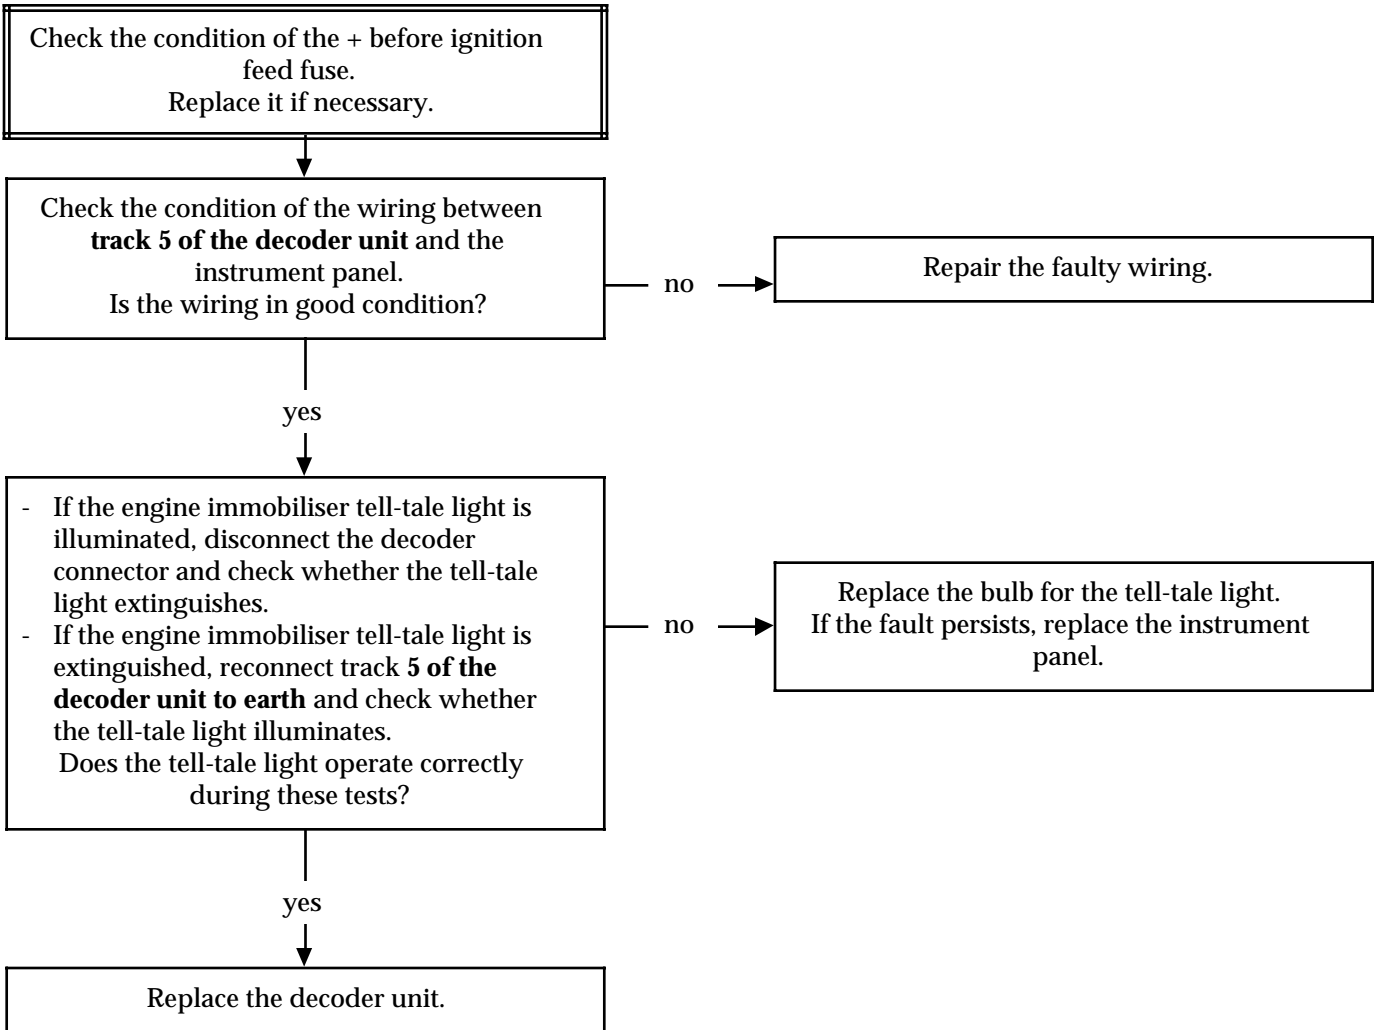 Check the condition of the + before ignition
feed fuse.
Replace it if necessary.
Check the condition of the wiring between
track 5 of the decoder unit and the
instrument panel.
Is the wiring in good condition?
no
Repair the faulty wiring.
yes
- If the engine immobiliser tell-tale light is
illuminated, disconnect the decoder
connector and check whether the tell-tale
light extinguishes.
- If the engine immobiliser tell-tale light is
extinguished, reconnect track 5 of the
decoder unit to earth and check whether
the tell-tale light illuminates.
Does the tell-tale light operate correctly
during these tests?
no
Replace the bulb for the tell-tale light.
If the fault persists, replace the instrument
panel.
yes
Replace the decoder unit.